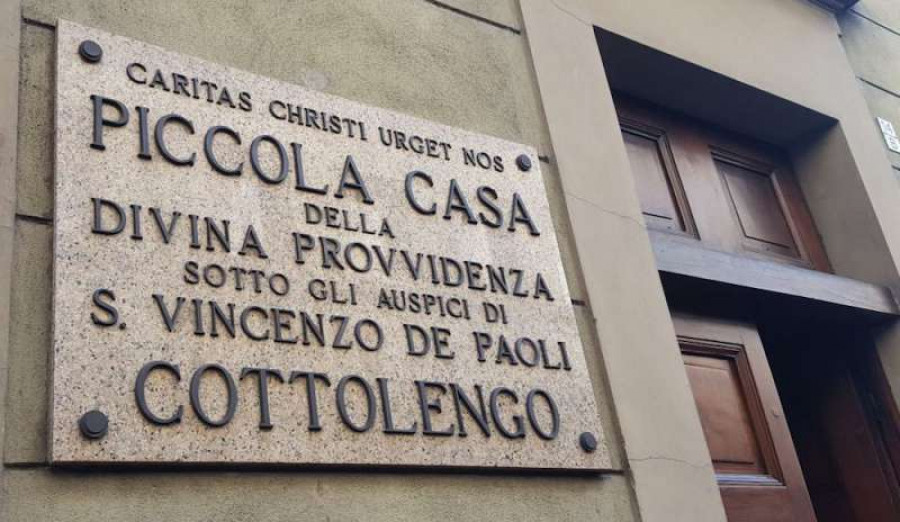 CARITAS CHRISTI URGET NOS
PICCOLA CASA
DELLA
DIVINA PROVVIDENZA
SOTTO GLI AUSPICI DI
S. VINCENZO DE PAOLI
COTTOLENGO